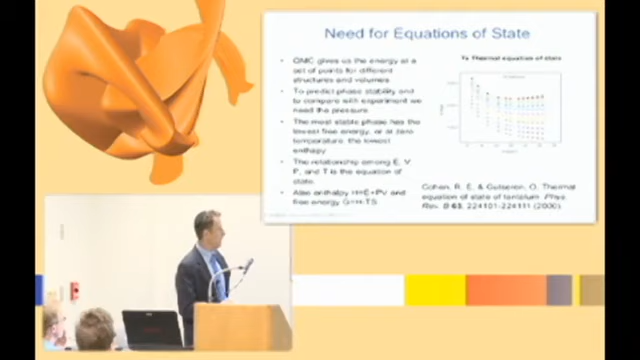 Need for Equations of State
• QMC gives us the energy at a
set of points for different
structures and volumes
• To predict phase stability and
to compare with experiment we
need the pressure.
• The most stable phase has the
lowest free energy, or at zero
temperature the lowest
enthalpy
• The relationship among E, V
P, and T is the equation of
state.
• Also enthalpy H=E+PV and
free energy G=H-TS
Ta Thermal equation of state
Cohen, R. E. & Gulseren, O. Thermal
equation of state of tantalum Phys
Rev. B 63, 224101-224111 (2000)